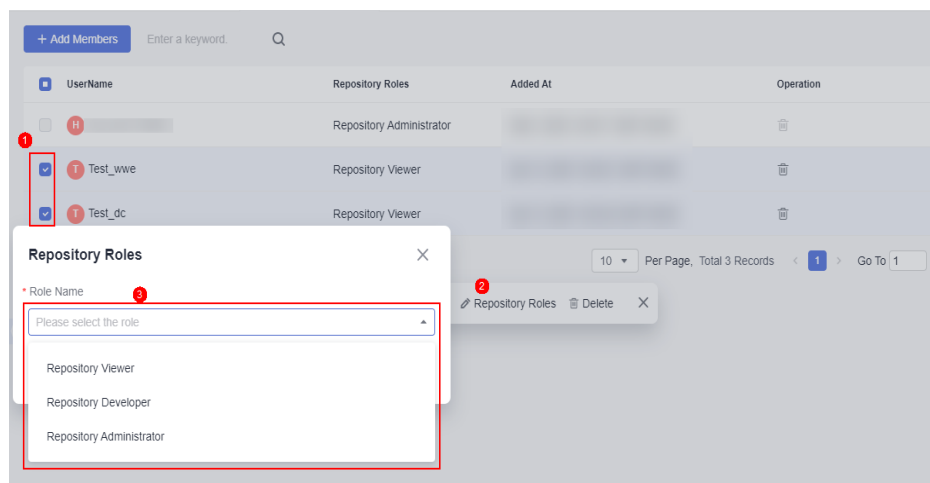 + Add Members Enter a keyword.
UserName Repository Roles Added At Operation
H Repository Administrator
1
T Test_wwe Repository Viewer
T Test_dc Repository Viewer
Repository Roles
10 Per Page, Total 3 Records < 1 > Go To 1
* Role Name
3
2
Repository Roles Delete
Please select the role
Repository Viewer
Repository Developer
Repository Administrator